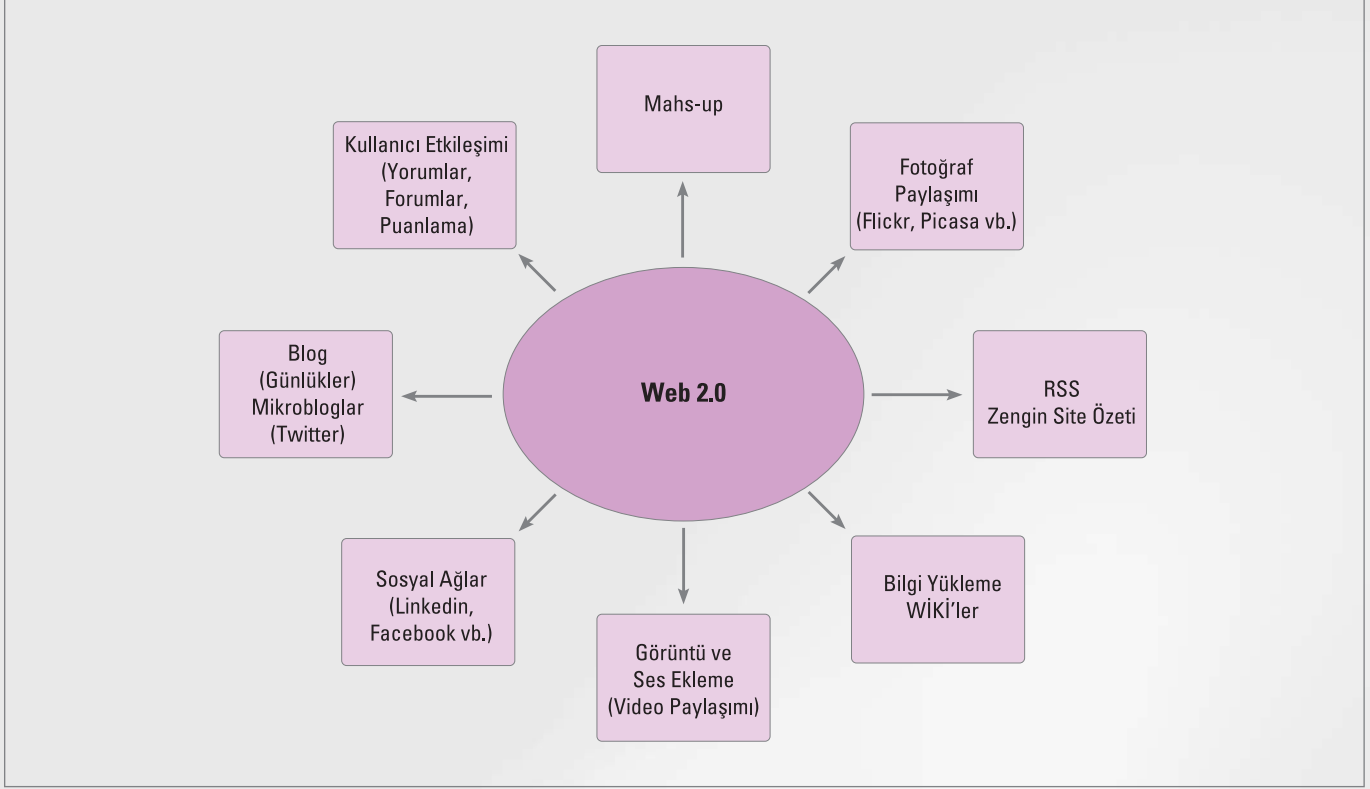 Mahs-up
Kullanıcı Etkileşimi
(Yorumlar,
Forumlar,
Puanlama)
Fotoğraf
Paylaşımı
(Flickr, Picasa vb.)
Blog
(Günlükler)
Mikrobloglar
(Twitter)
Web 2.0
RSS
Zengin Site Özeti
Sosyal Ağlar
(Linkedin,
Facebook vb.)
Bilgi Yükleme
WİKİ’ler
Görüntü ve
Ses Ekleme
(Video Paylaşımı)